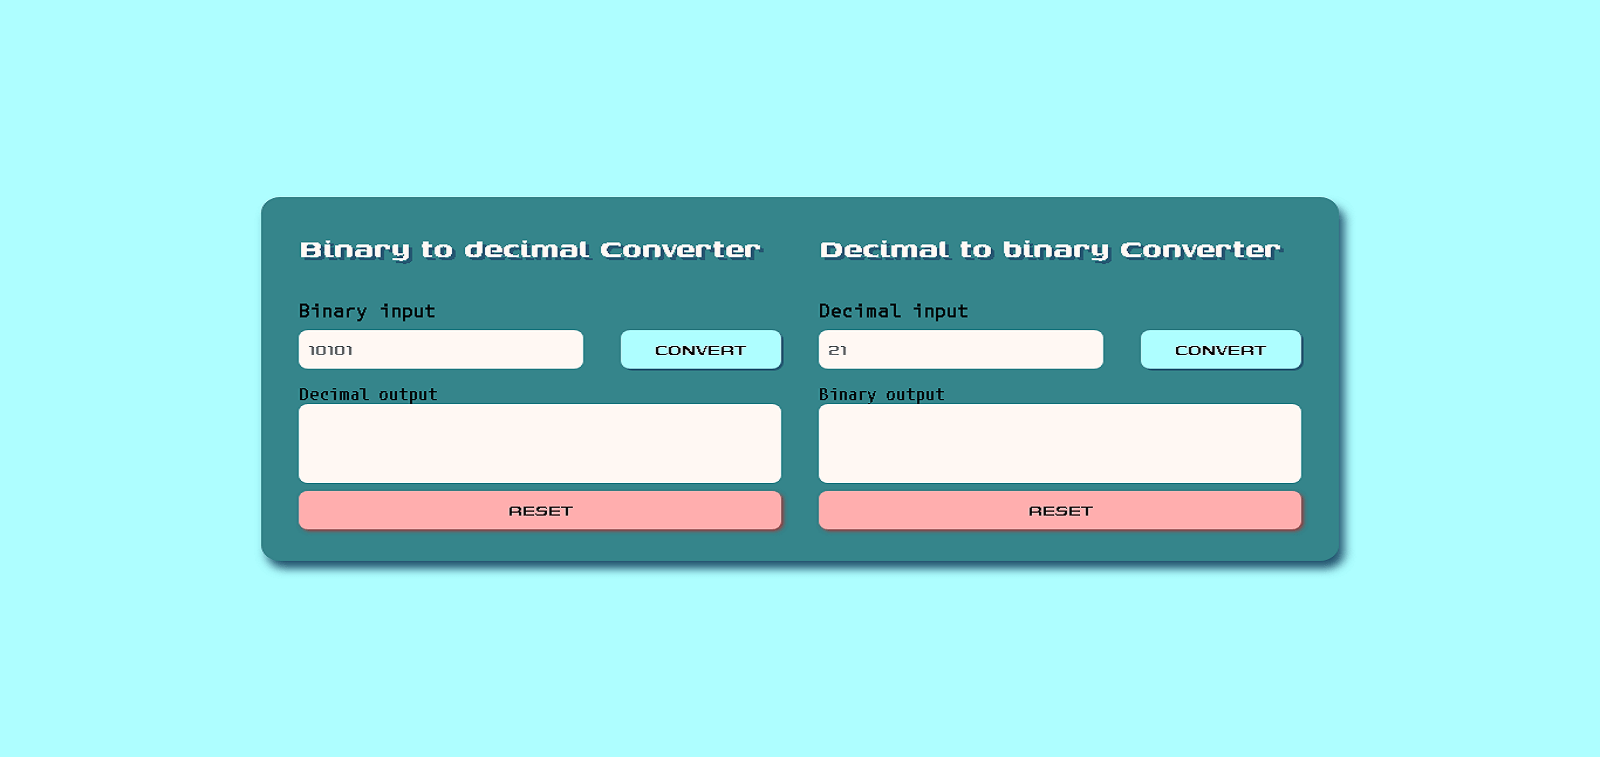 Binary to decimal Converter
Binary input
10101
CONVERT
Decimal output
RESET
Decimal to binary Converter
Decimal input
21
CONVERT
Binary output
RESET